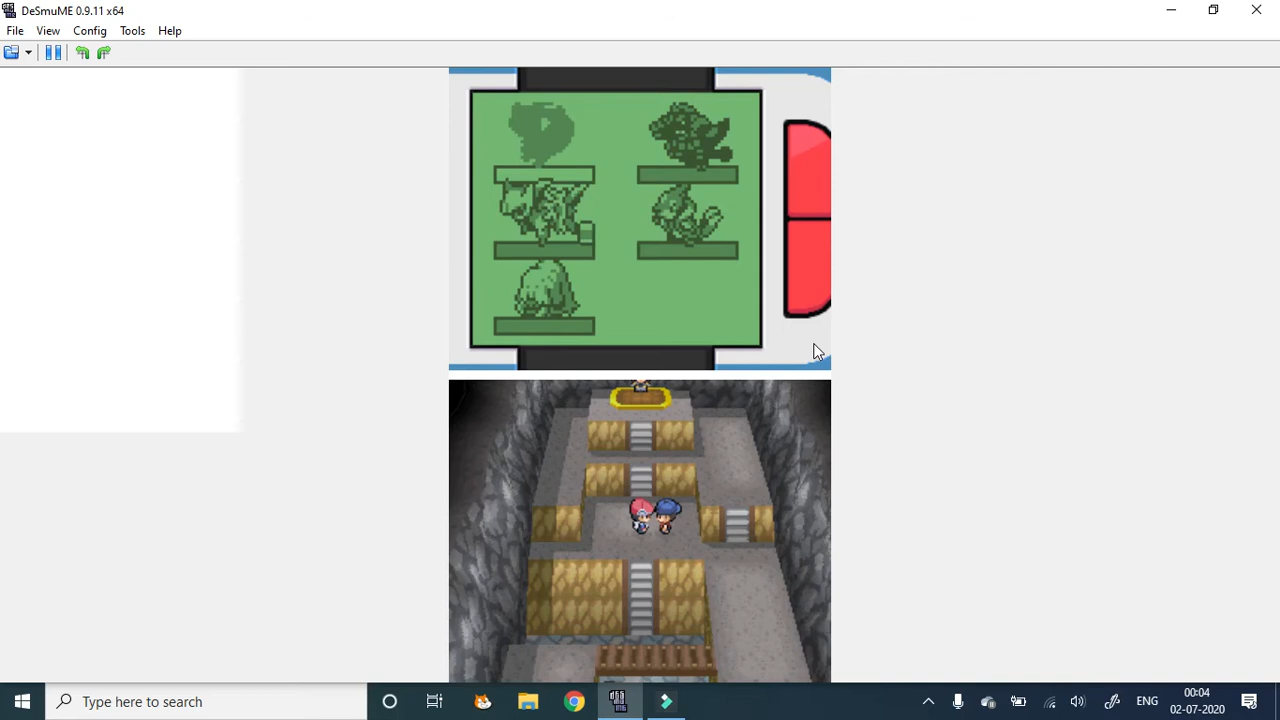 DeSmuME 0.9.11 x64
File View Config Tools Help
Type here to search
ENG
00:04
02-07-2020